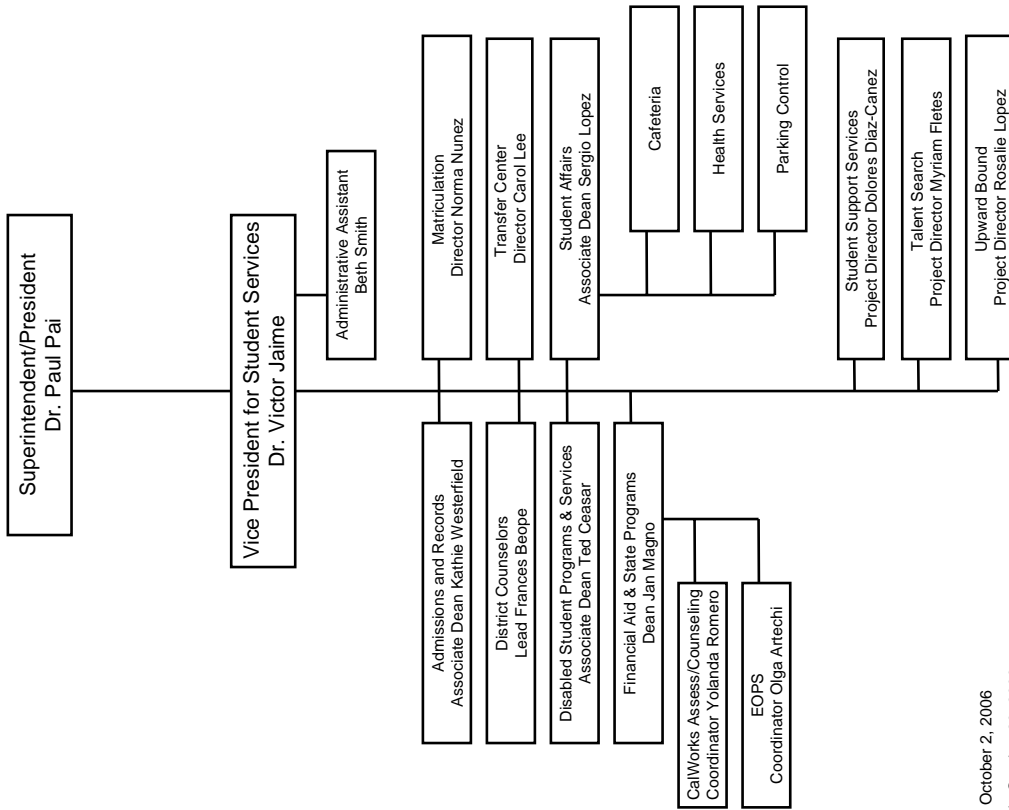 Superintendent/President
Dr. Paul Pai
Vice President for Student Services
Dr. Victor Jaime
Administrative Assistant
Beth Smith
Admissions and Records
Associate Dean Kathie Westerfield
Matriculation
Director Norma Nunez
District Counselors
Lead Frances Beope
Transfer Center
Director Carol Lee
Disabled Student Programs & Services
Associate Dean Ted Ceasar
Student Affairs
Associate Dean Sergio Lopez
Financial Aid & State Programs
Dean Jan Magno
Cafeteria
Health Services
Parking Control
CalWorks Assess/Counseling
Coordinator Yolanda Romero
EOPS
Coordinator Olga Artechi
Student Support Services
Project Director Dolores Diaz-Canez
Talent Search
Project Director Myriam Fletes
Upward Bound
Project Director Rosalie Lopez
October 2, 2006